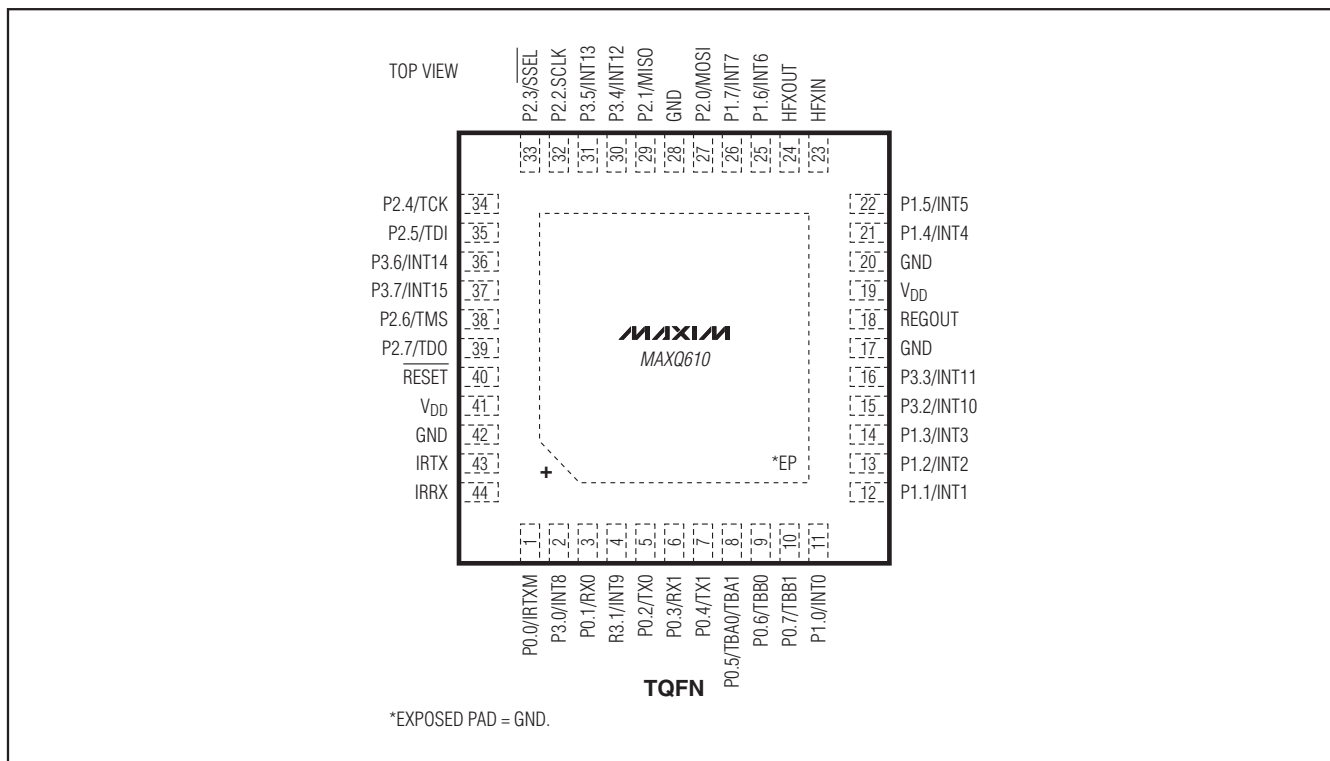 TOP VIEW
P2.3/SSEL
P2.2.SCLK
P3.5/INT13
P3.4/INT12
P2.1/MISO
GND
P2.0/MOSI
P1.7/INT7
P1.6/INT6
HFXOUT
HFXIN
33
32
31
30
29
28
27
26
25
24
23
P2.4/TCK 34
P2.5/TDI 35
P3.6/INT14 36
P3.7/INT15 37
P2.6/TMS 38
P2.7/TDO 39
RESET 40
VDD 41
GND 42
IRTX 43
IRRX 44
22 P1.5/INT5
21 P1.4/INT4
20 GND
19 VDD
18 REGOUT
17 GND
16 P3.3/INT11
15 P3.2/INT10
14 P1.3/INT3
13 P1.2/INT2
12 P1.1/INT1
MAXIM
MAXQ610
*EP
+
1
2
3
4
5
6
7
8
9
10
11
P0.0/IRTXM
P3.0/INT8
P0.1/RX0
R3.1/INT9
P0.2/TX0
P0.3/RX1
P0.4/TX1
P0.5/TBA0/TBA1
P0.6/TBB0
P0.7/TBB1
P1.0/INT0
TQFN
*EXPOSED PAD = GND.